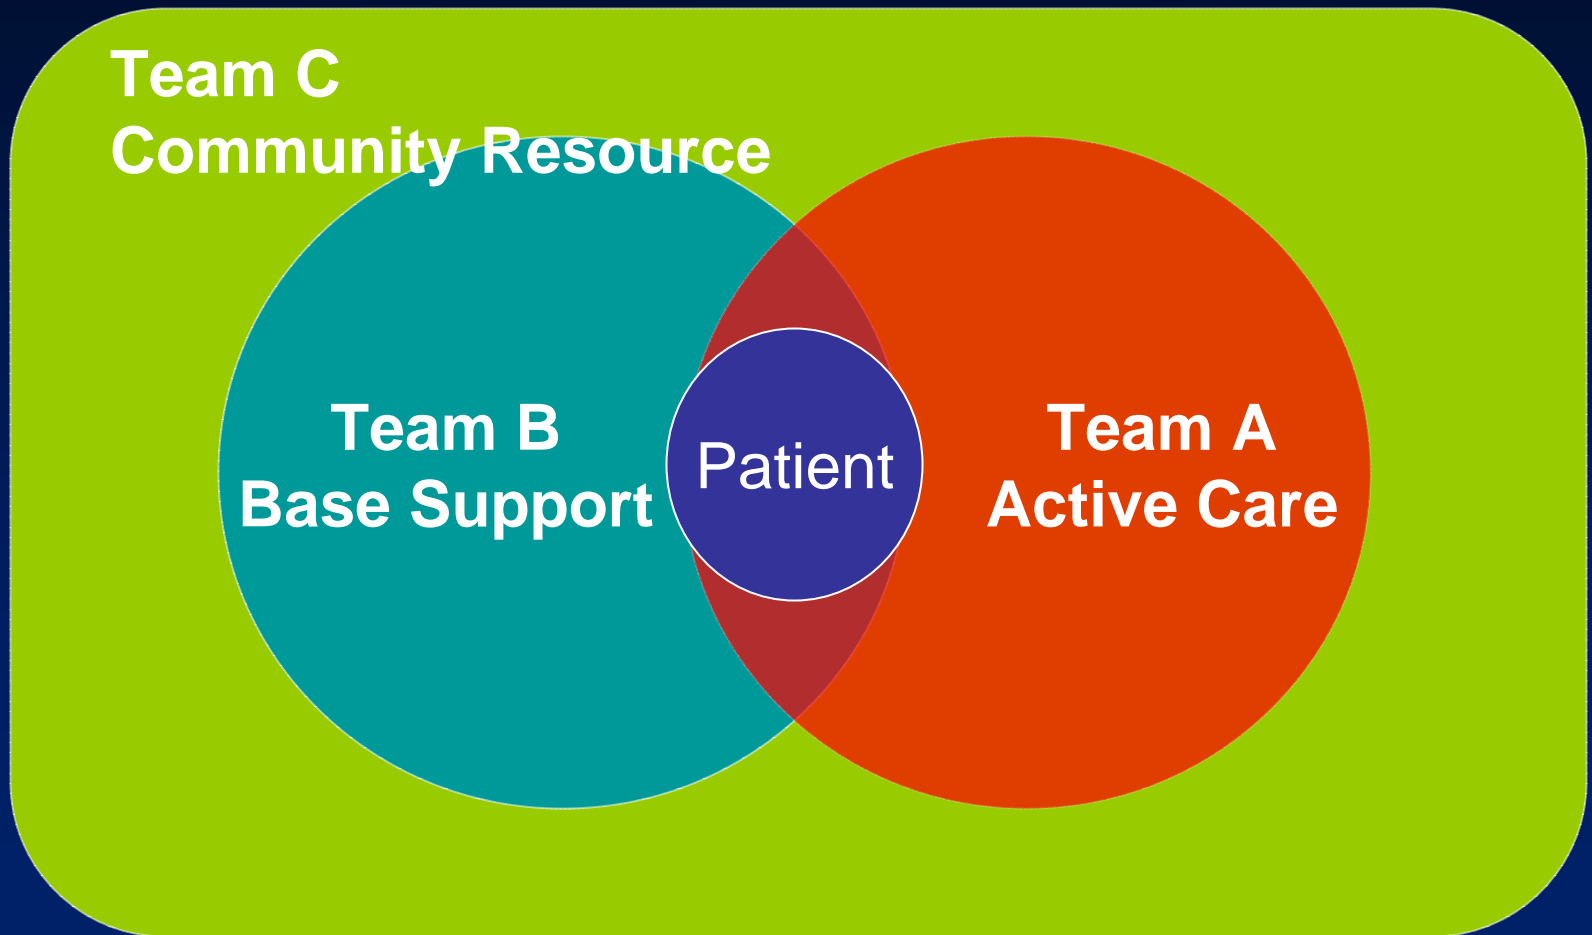 Team C
Community Resource
Team B
Base Support
Patient
Team A
Active Care